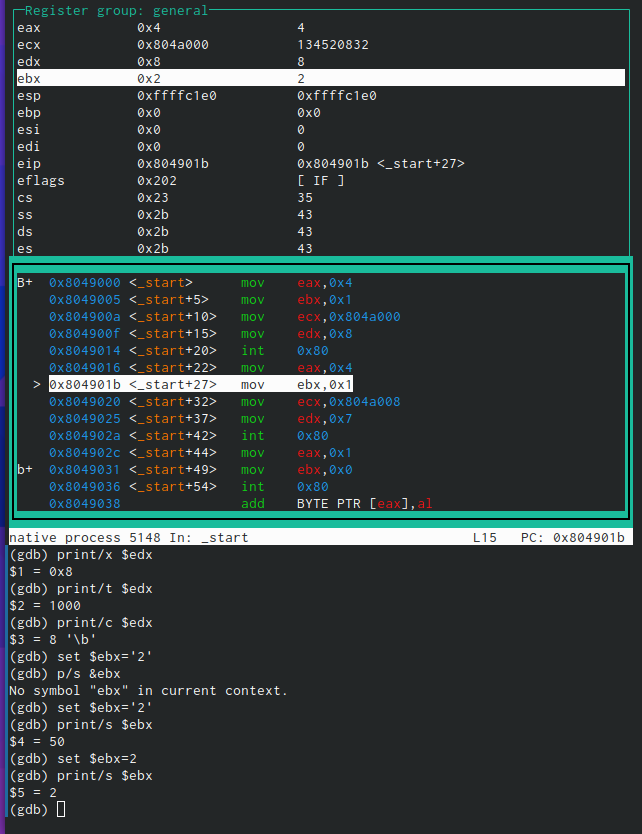 Register group: general
eax 0x4 4
ecx 0x804a000 134520832
edx 0x8 8
ebx 0x2 2
esp 0xffffc1e0 0xffffc1e0
ebp 0x0 0x0
esi 0x0 0
edi 0x0 0
eip 0x804901b 0x804901b <_start+27>
eflags 0x202 [ IF ]
cs 0x23 35
ss 0x2b 43
ds 0x2b 43
es 0x2b 43
B+ 0x8049000 <_start> mov eax,0x4
0x8049005 <_start+5> mov ebx,0x1
0x804900a <_start+10> mov ecx,0x804a000
0x804900f <_start+15> mov edx,0x8
0x8049014 <_start+20> int 0x80
0x8049016 <_start+22> mov eax,0x4
> 0x804901b <_start+27> mov ebx,0x1
0x8049020 <_start+32> mov ecx,0x804a008
0x8049025 <_start+37> mov edx,0x7
0x804902a <_start+42> int 0x80
0x804902c <_start+44> mov eax,0x1
b+ 0x8049031 <_start+49> mov ebx,0x0
0x8049036 <_start+54> int 0x80
0x8049038 add BYTE PTR [eax],al
native process 5148 In: _start L15 PC: 0x804901b
(gdb) print/x $edx
$1 = 0x8
(gdb) print/t $edx
$2 = 1000
(gdb) print/c $edx
$3 = 8 '\b'
(gdb) set $ebx='2'
(gdb) p/s &ebx
No symbol "ebx" in current context.
(gdb) set $ebx='2'
(gdb) print/s $ebx
$4 = 50
(gdb) set $ebx=2
(gdb) print/s $ebx
$5 = 2
(gdb)